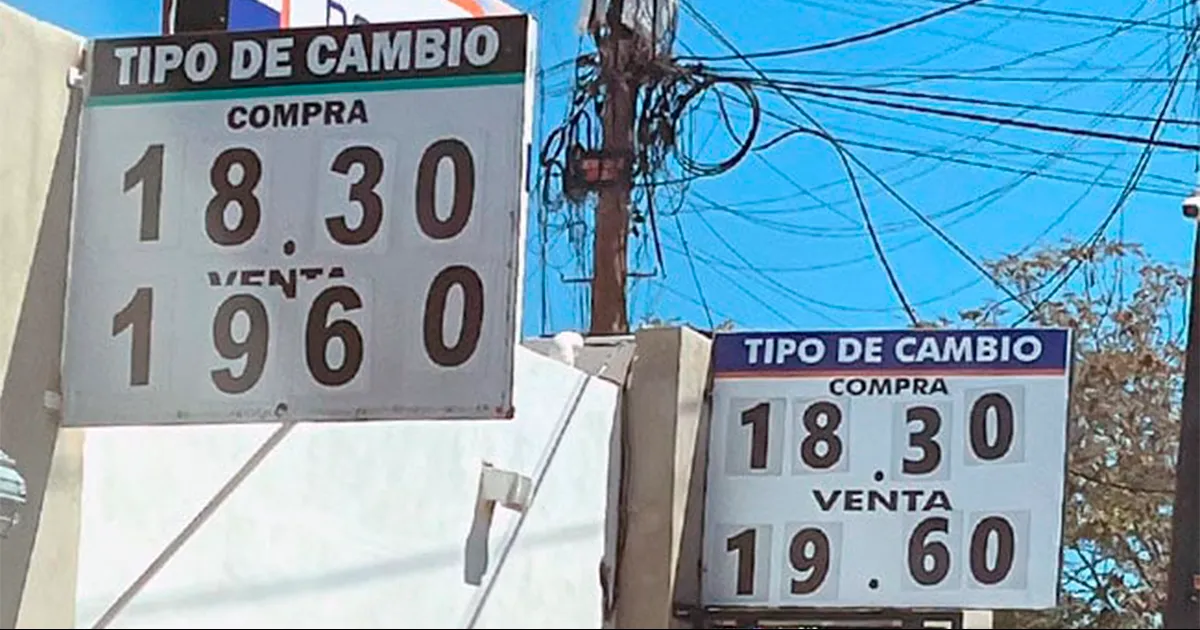 TIPO DE CAMBIO
COMPRA
18.30
VENTA
19 60
TIPO DE CAMBIO
COMPRA
18.30
VENTA
19.60